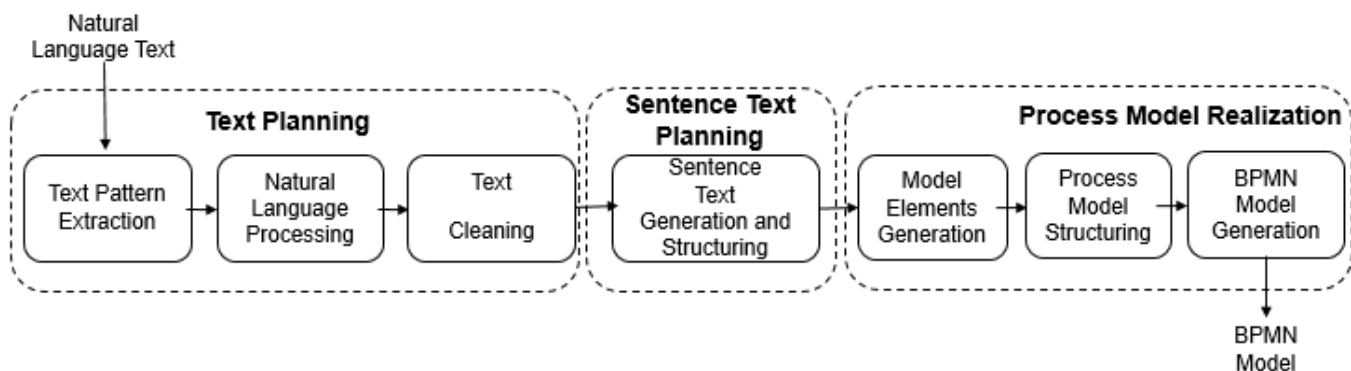 Natural
Language Text
Text Planning
Text Pattern
Extraction
Natural
Language
Processing
Text
Cleaning
Sentence Text
Planning
Sentence
Text
Generation and
Structuring
Process Model Realization
Model
Elements
Generation
Process
Model
Structuring
BPMN
Model
Generation
BPMN
Model